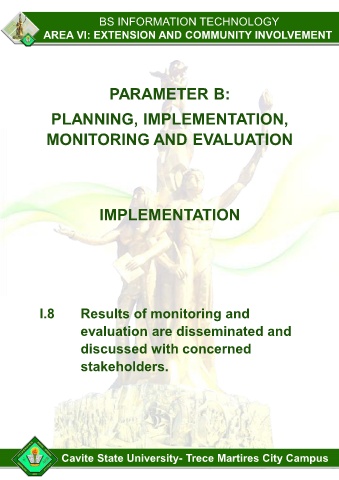 BS INFORMATION TECHNOLOGY
AREA VI: EXTENSION AND COMMUNITY INVOLVEMENT
PARAMETER B:
PLANNING, IMPLEMENTATION,
MONITORING AND EVALUATION
IMPLEMENTATION
I.8 Results of monitoring and
evaluation are disseminated and
discussed with concerned
stakeholders.
Cavite State University- Trece Martires City Campus